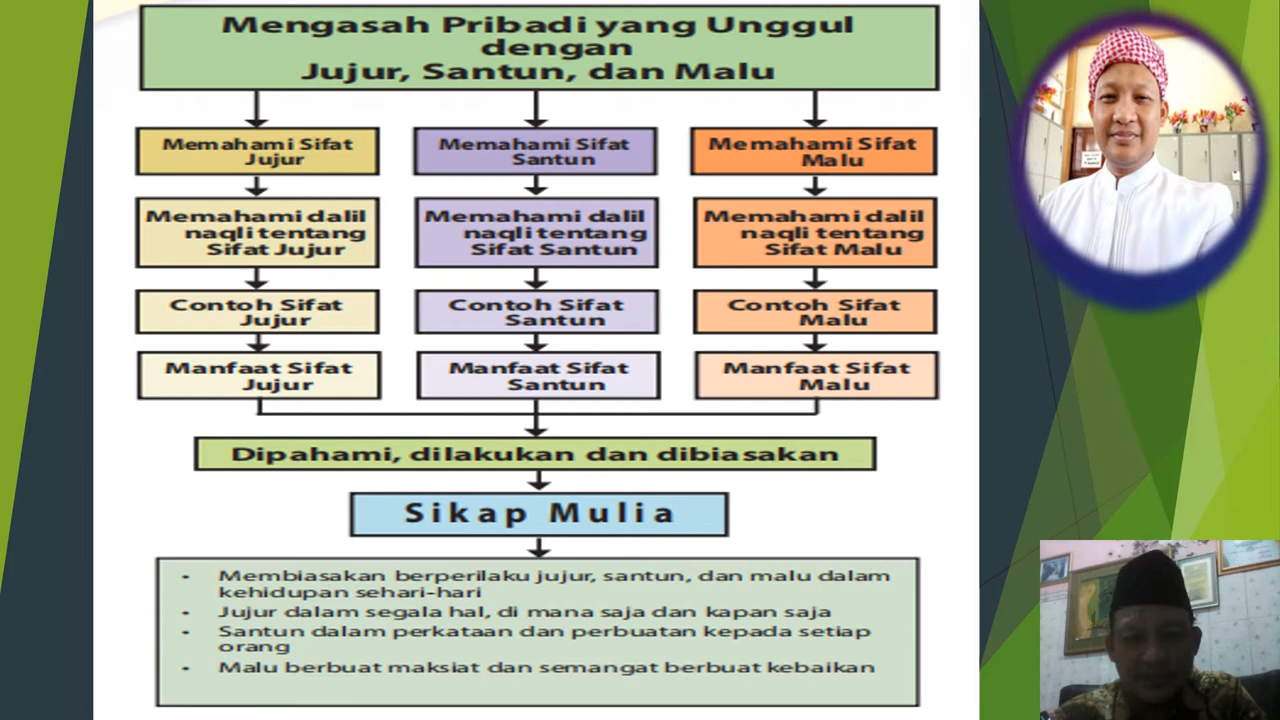 Mengasah Pribadi yang Unggul
dengan
Jujur, Santun, dan Malu
Memahami Sifat
Jujur
Memahami Sifat
Santun
Memahami Sifat
Malu
Memahami dalil
naqli tentang
Sifat Jujur
Memahami dalil
naqli tentang
Sifat Santun
Memahami dalil
naqli tentang
Sifat Malu
Contoh Sifat
Jujur
Contoh Sifat
Santun
Contoh Sifat
Malu
Manfaat Sifat
Jujur
Manfaat Sifat
Santun
Manfaat Sifat
Malu
Dipahami, dilakukan dan dibiasakan
Sikap Mulia
• Membiasakan berperilaku jujur, santun, dan malu dalam
kehidupan sehari-hari
• Jujur dalam segala hal, di mana saja dan kapan saja
• Santun dalam perkataan dan perbuatan kepada setiap
orang
• Malu berbuat maksiat dan semangat berbuat kebaikan